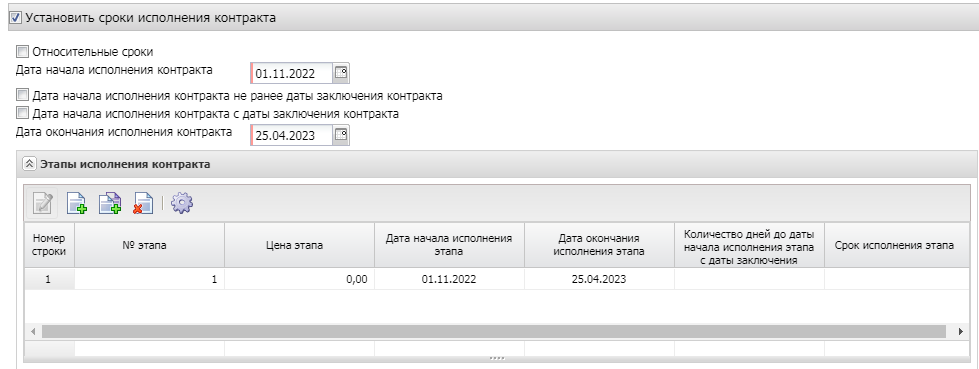 Установить сроки исполнения контракта
Относительные сроки
Дата начала исполнения контракта 01.11.2022
Дата начала исполнения контракта не ранее даты заключения контракта
Дата начала исполнения контракта с даты заключения контракта
Дата окончания исполнения контракта 25.04.2023
Этапы исполнения контракта
Номер строки № этапа Цена этапа Дата начала исполнения этапа Дата окончания исполнения этапа Количество дней до даты начала исполнения этапа с даты заключения Срок исполнения этапа
1 1 0,00 01.11.2022 25.04.2023